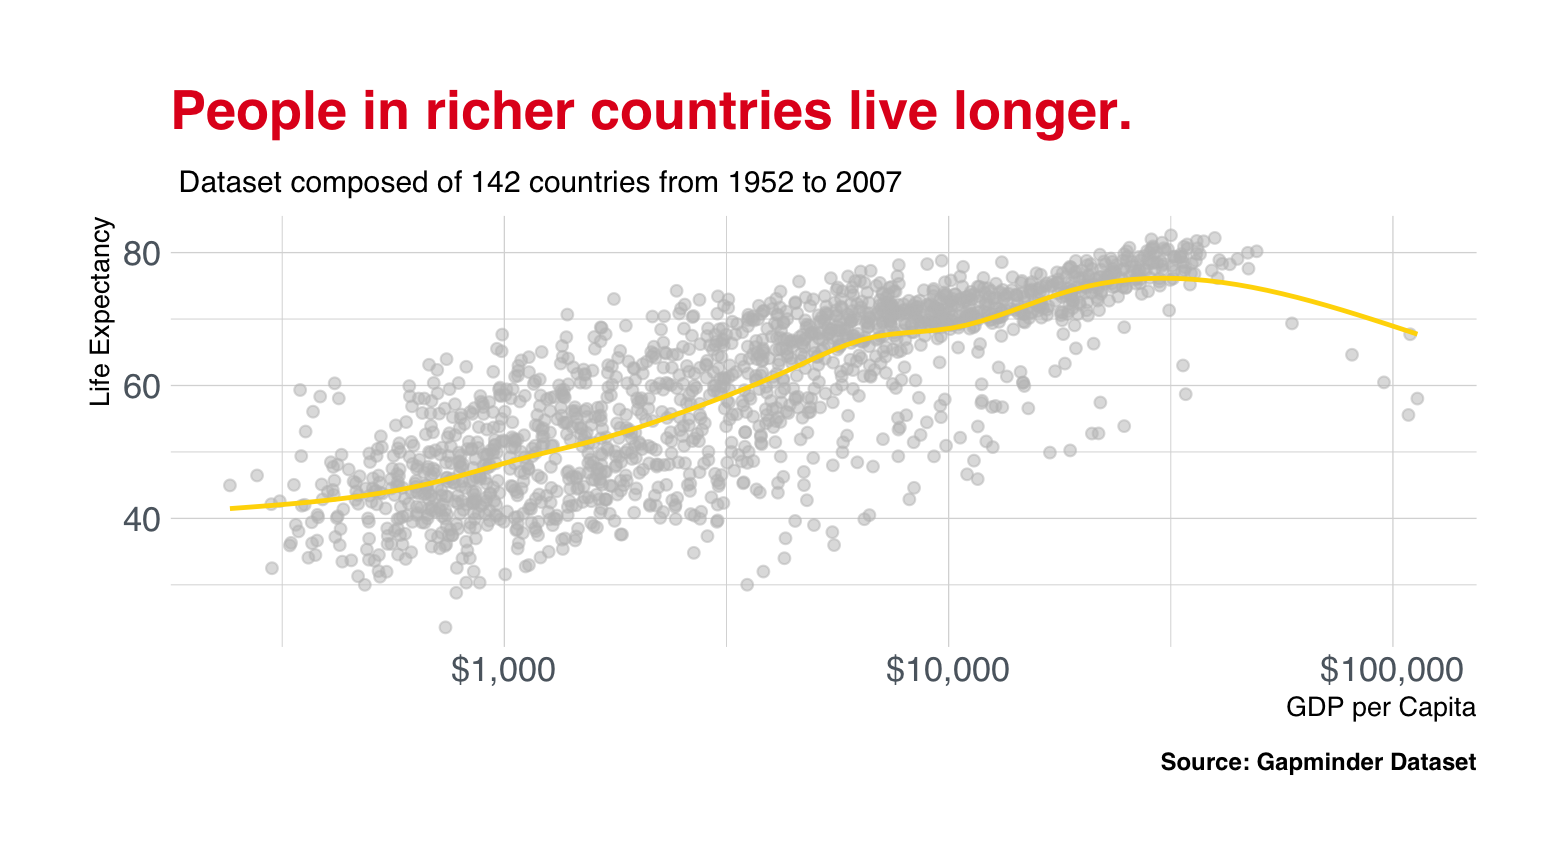 People in richer countries live longer.
Dataset composed of 142 countries from 1952 to 2007
Life Expectancy
80
60
40
$1,000
$10,000
$100,000
GDP per Capita
Source: Gapminder Dataset